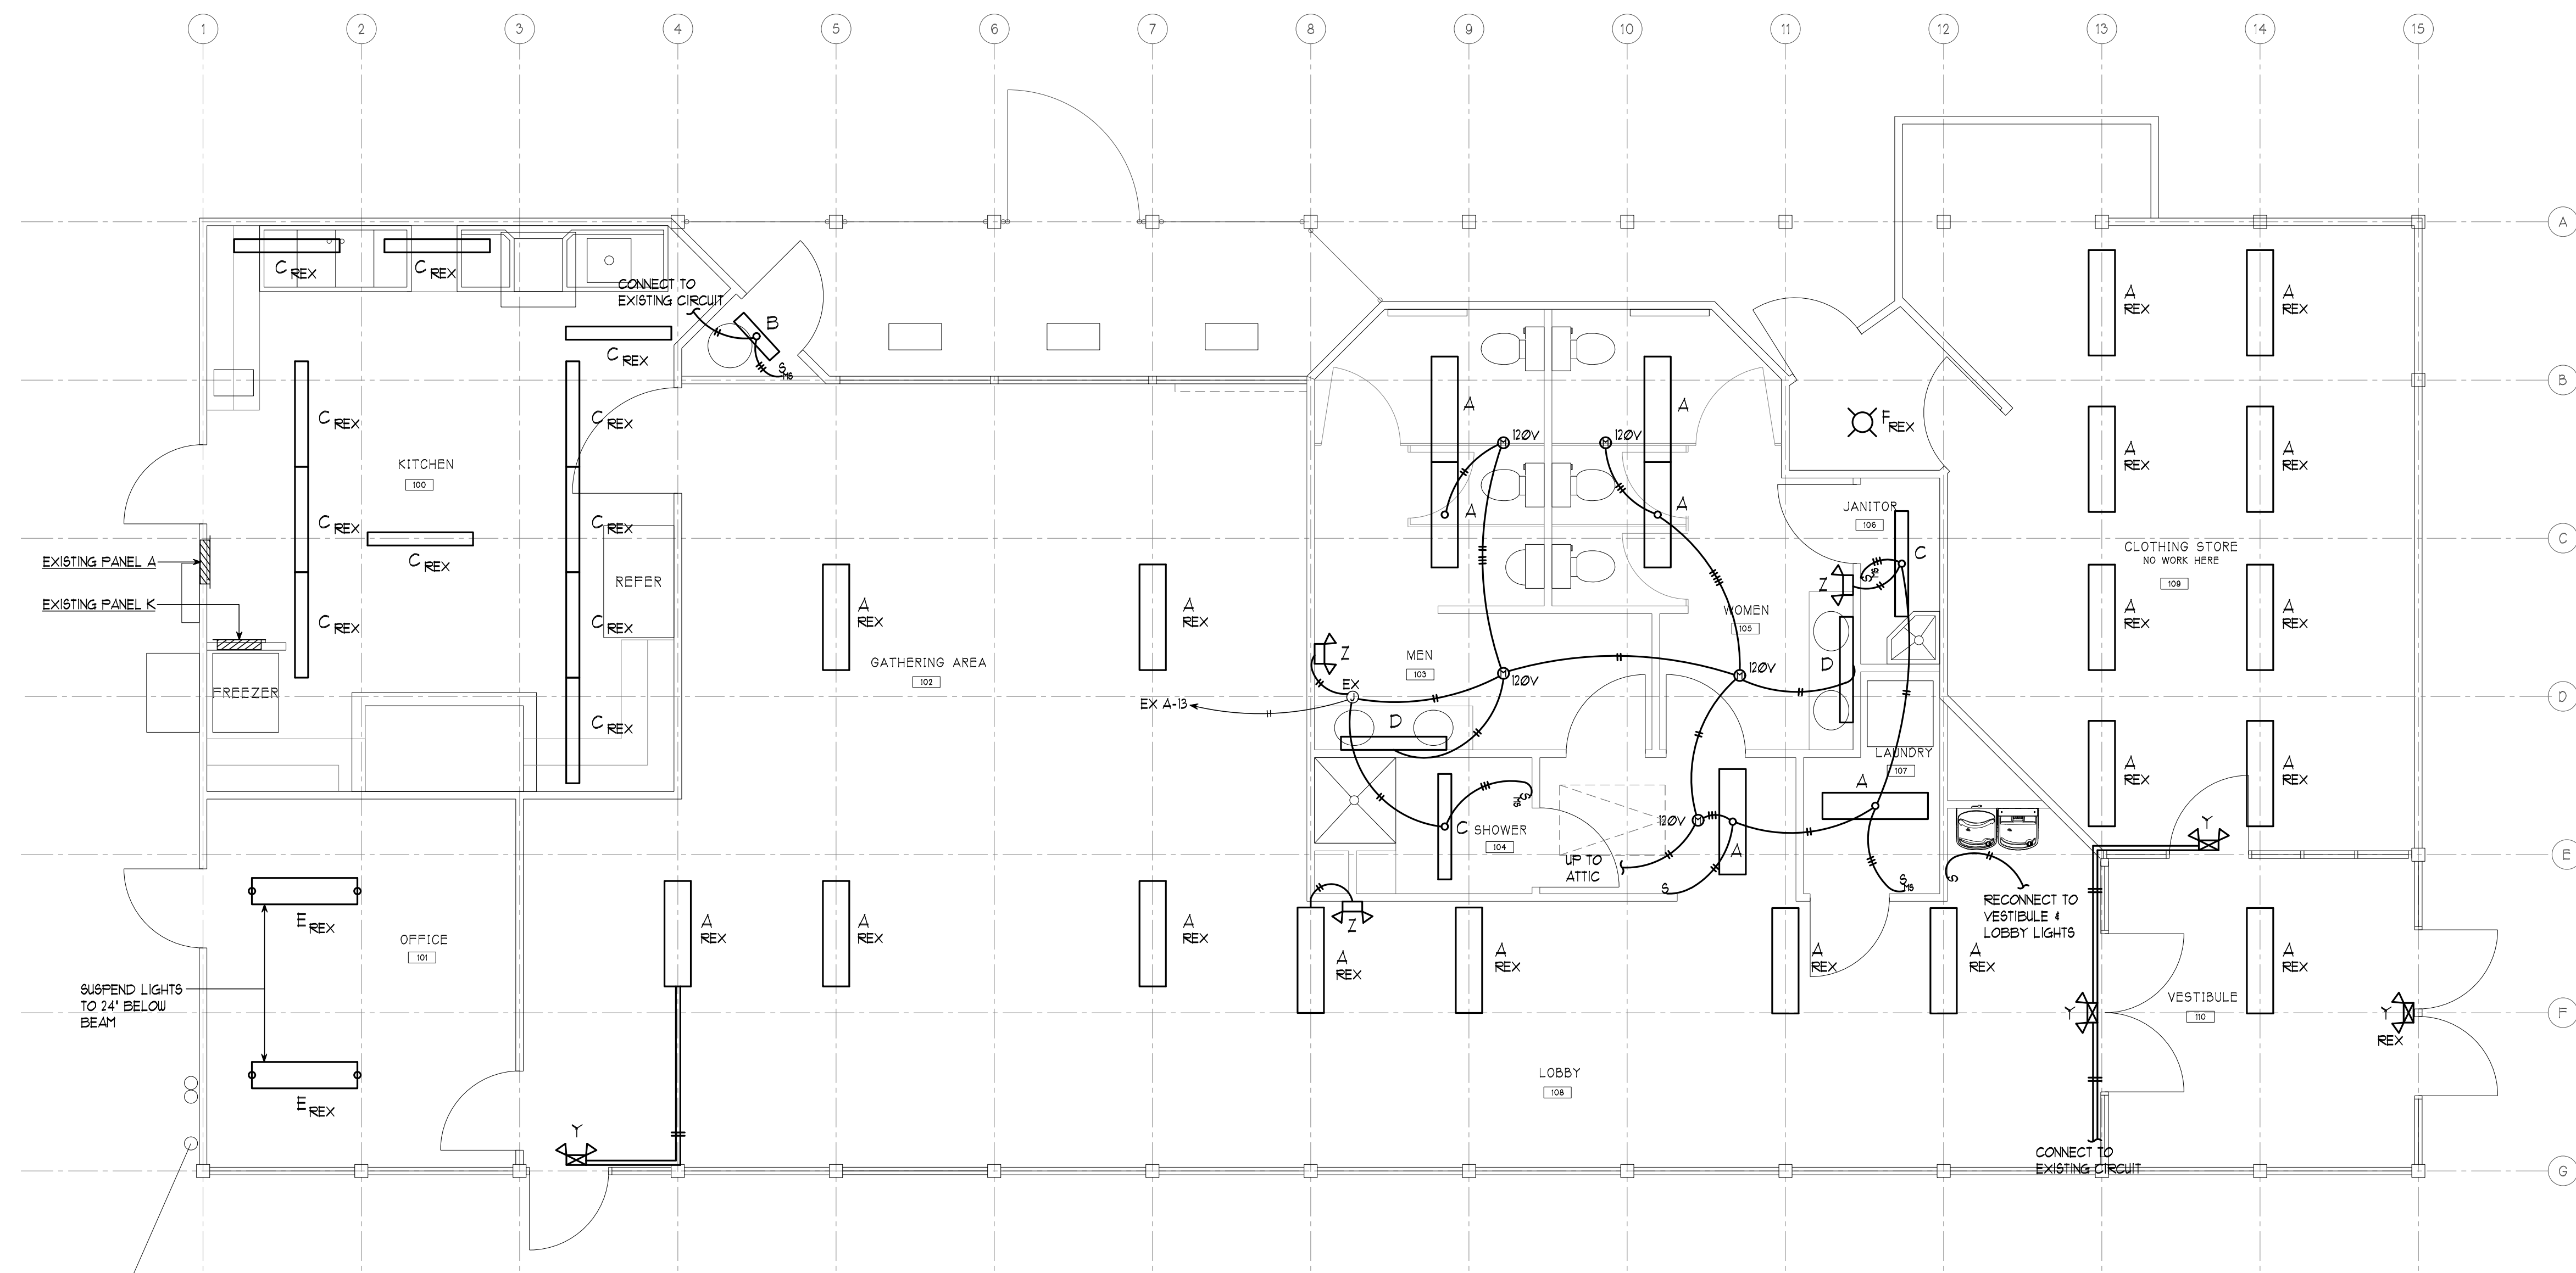 1 2 3 4 5 6 7 8 9 10 11 12 13 14 15
A
C REX
C REX
CONNECT TO
EXISTING CIRCUIT
B
S MS
C REX
A
REX
A
REX
B
C REX
C REX
A
A
F REX
120V
120V
A
REX
A
REX
KITCHEN
100
C REX
C REX
C REX
A
A
JANITOR
106
C
C
CLOTHING STORE
NO WORK HERE
109
EXISTING PANEL A
REFER
S MS
Z
EXISTING PANEL K
C REX
C REX
A
REX
A
REX
GATHERING AREA
102
WOMEN
105
A
REX
A
REX
MEN
103
Z
D
120V
120V
FREEZER
C REX
EX
J
EX A-13
D
D
LAUNDRY
107
A
REX
A
REX
S MS
C
SHOWER
104
120V
A
A
UP TO
ATTIC
Y
E
E REX
OFFICE
101
A
REX
A
REX
A
REX
Z
S
S MS
S
RECONNECT TO
VESTIBULE &
LOBBY LIGHTS
A
REX
A
REX
A
REX
A
REX
A
REX
SUSPEND LIGHTS
TO 24" BELOW
BEAM
VESTIBULE
110
Y
Y
REX
F
LOBBY
108
E REX
Y
CONNECT TO
EXISTING CIRCUIT
G
M
M
M
M
M